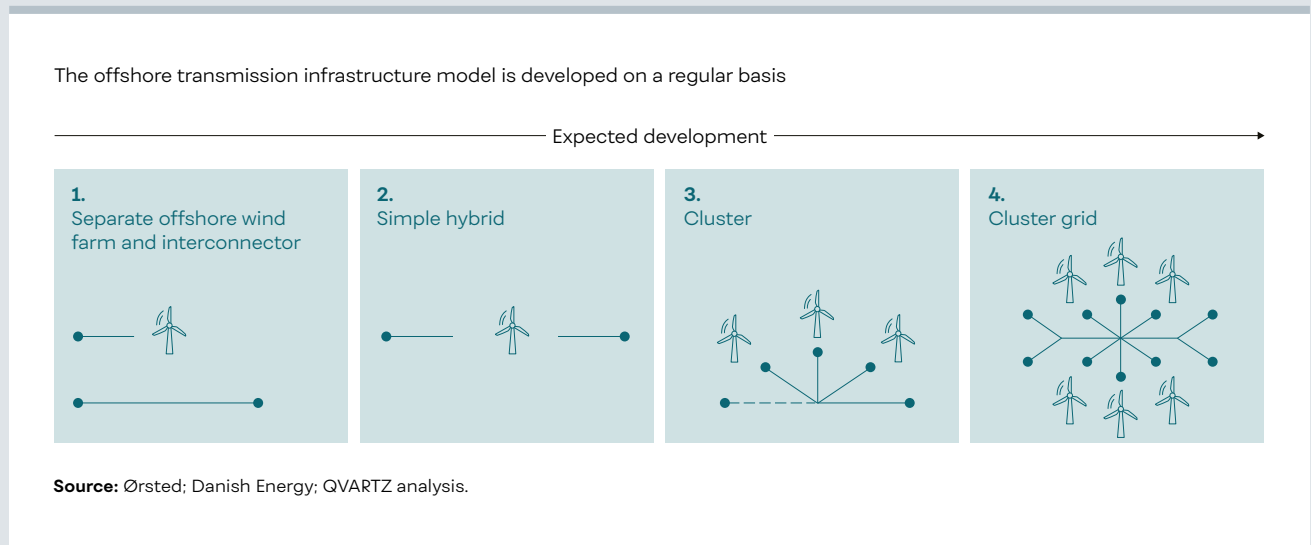 The offshore transmission infrastructure model is developed on a regular basis
Expected development
1.
Separate offshore wind
farm and interconnector
2.
Simple hybrid
3.
Cluster
4.
Cluster grid
Source: Ørsted; Danish Energy; QVARTZ analysis.